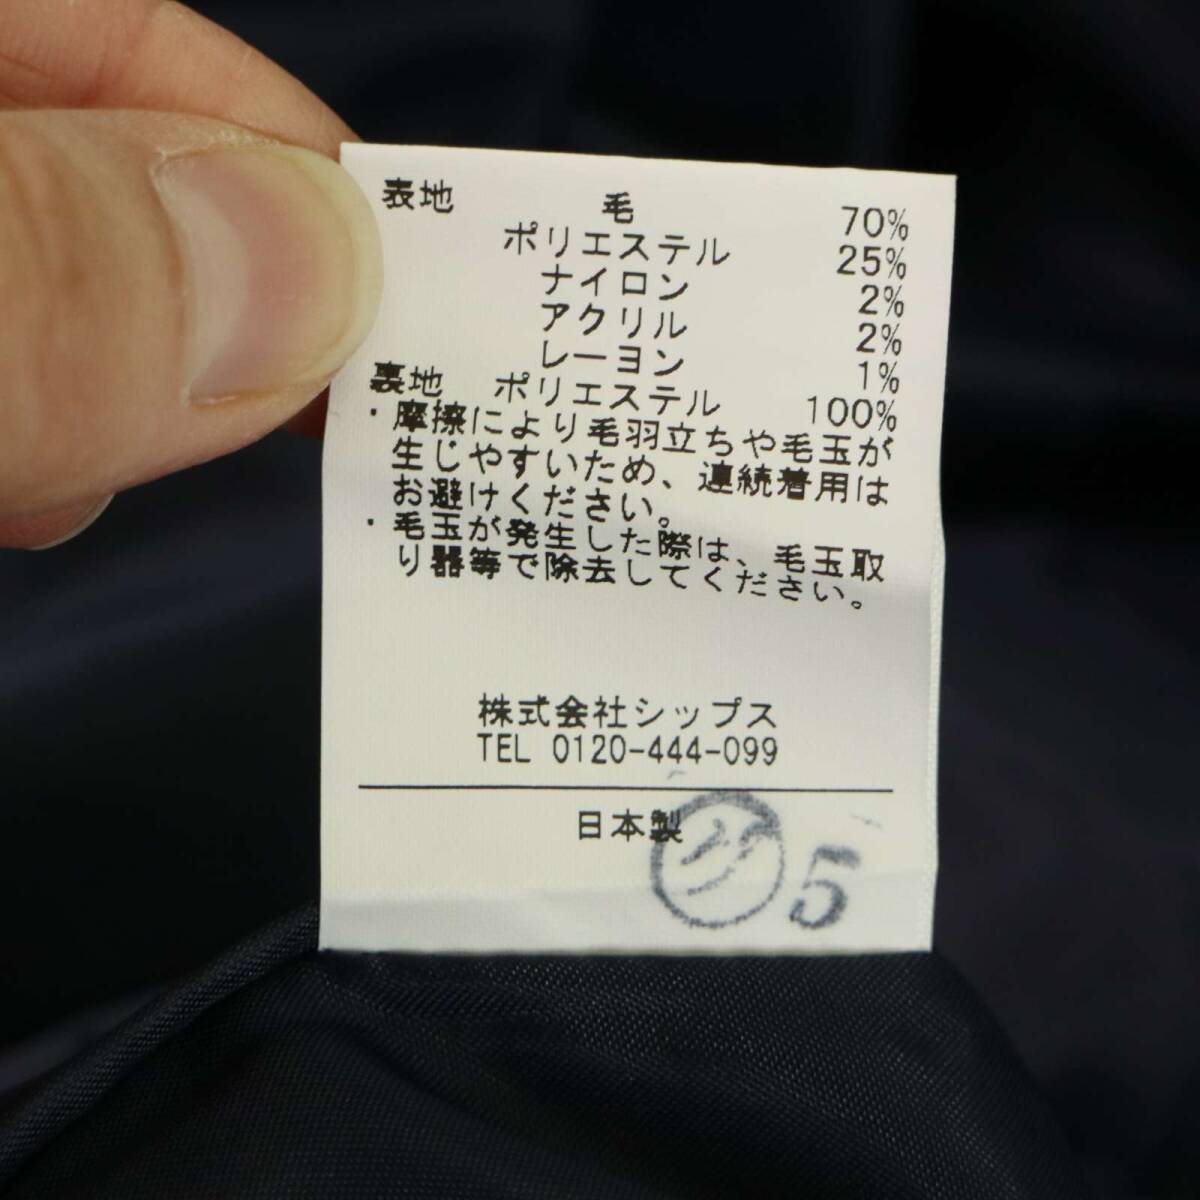 表地 毛 70%
ポリエステル 25%
ナイロン 2%
アクリル 2%
レーヨン 1%
裏地 ポリエステル 100%
・摩擦により毛羽立ちや毛玉が
生じやすいため、連続着用は
お避けください。
・毛玉が発生した際は、毛玉取
り器等で除去してください。
株式会社シップス
TEL 0120-444-099
日本製
5